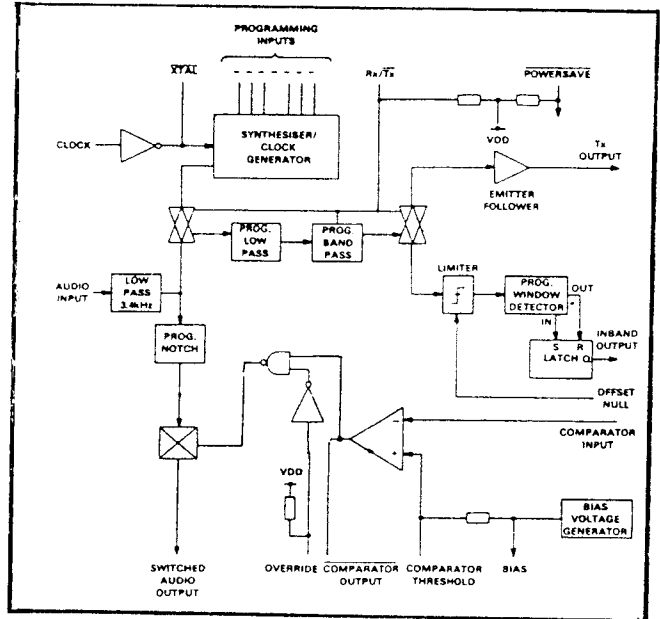 PROGRAMMING
INPUTS
XTAL
Rx/Tx
POWERSAVE
CLOCK
SYNTHESISER/
CLOCK
GENERATOR
VDD
Tx
OUTPUT
EMITTER
FOLLOWER
PROG.
LOW
PASS
PROG.
BAND
PASS
AUDIO
INPUT
LOW
PASS
3.4kHz
LIMITER
PROG.
WINDOW
DETECTOR
OUT
IN
S R
LATCH Q
INBAND
OUTPUT
PROG.
NOTCH
OFFSET
NULL
-
COMPARATOR
INPUT
+
VDD
BIAS
VOLTAGE
GENERATOR
SWITCHED
AUDIO
OUTPUT
OVERRIDE
COMPARATOR
OUTPUT
COMPARATOR
THRESHOLD
BIAS